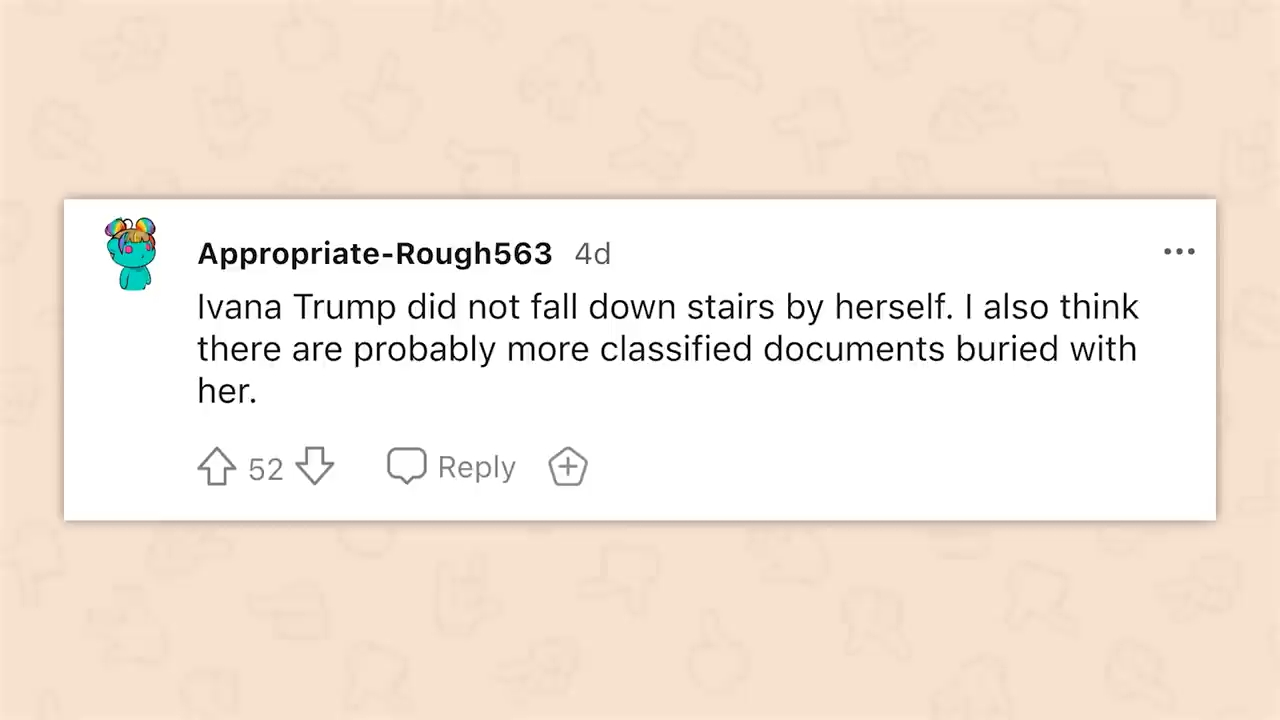 Appropriate-Rough563 4d
Ivana Trump did not fall down stairs by herself. I also think
there are probably more classified documents buried with
her.
52 Reply